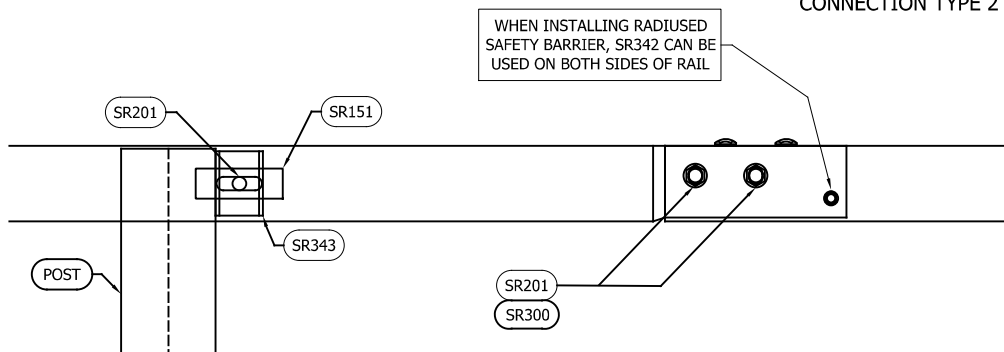 CONNECTION TYPE 2
WHEN INSTALLING RADIUSED
SAFETY BARRIER, SR342 CAN BE
USED ON BOTH SIDES OF RAIL
SR201
SR151
SR343
POST
SR201
SR300